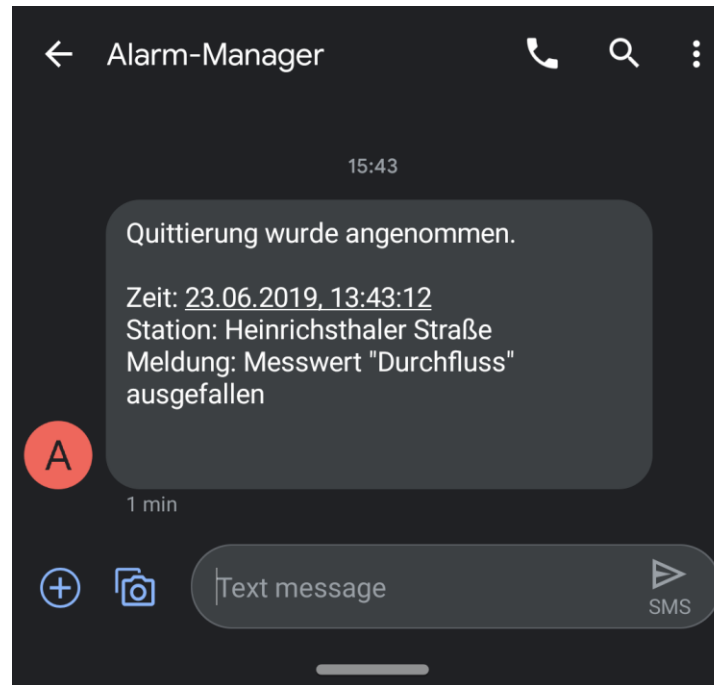 Alarm-Manager
15:43
Quittierung wurde angenommen.
Zeit: 23.06.2019, 13:43:12
Station: Heinrichsthaler Straße
Meldung: Messwert "Durchfluss"
ausgefallen
A
1 min
Text message
SMS